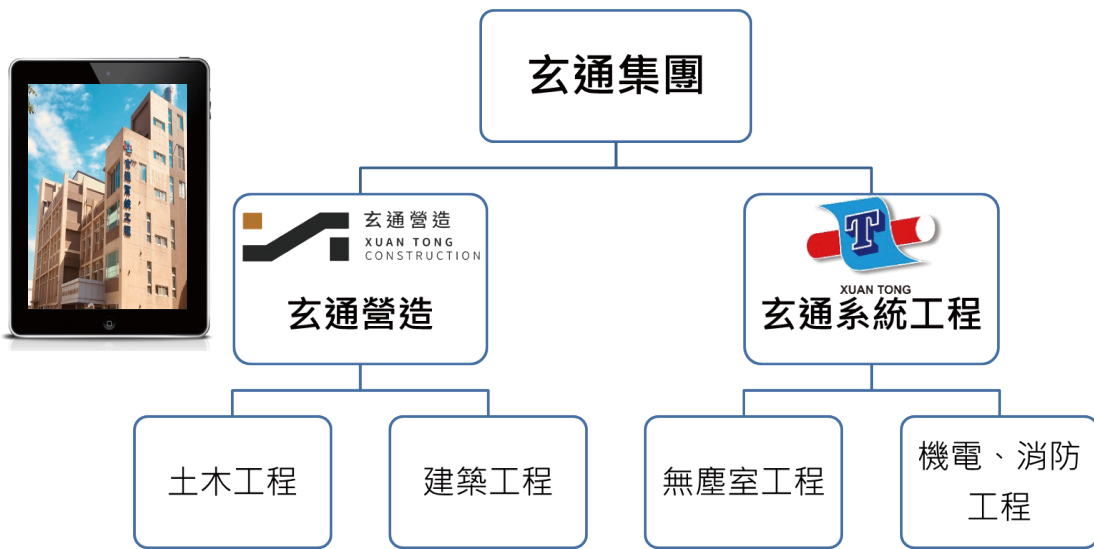 玄通集團
玄通營造
XUAN TONG
CONSTRUCTION
玄通營造
XUAN TONG
玄通系統工程
土木工程
建築工程
無塵室工程
機電、消防
工程